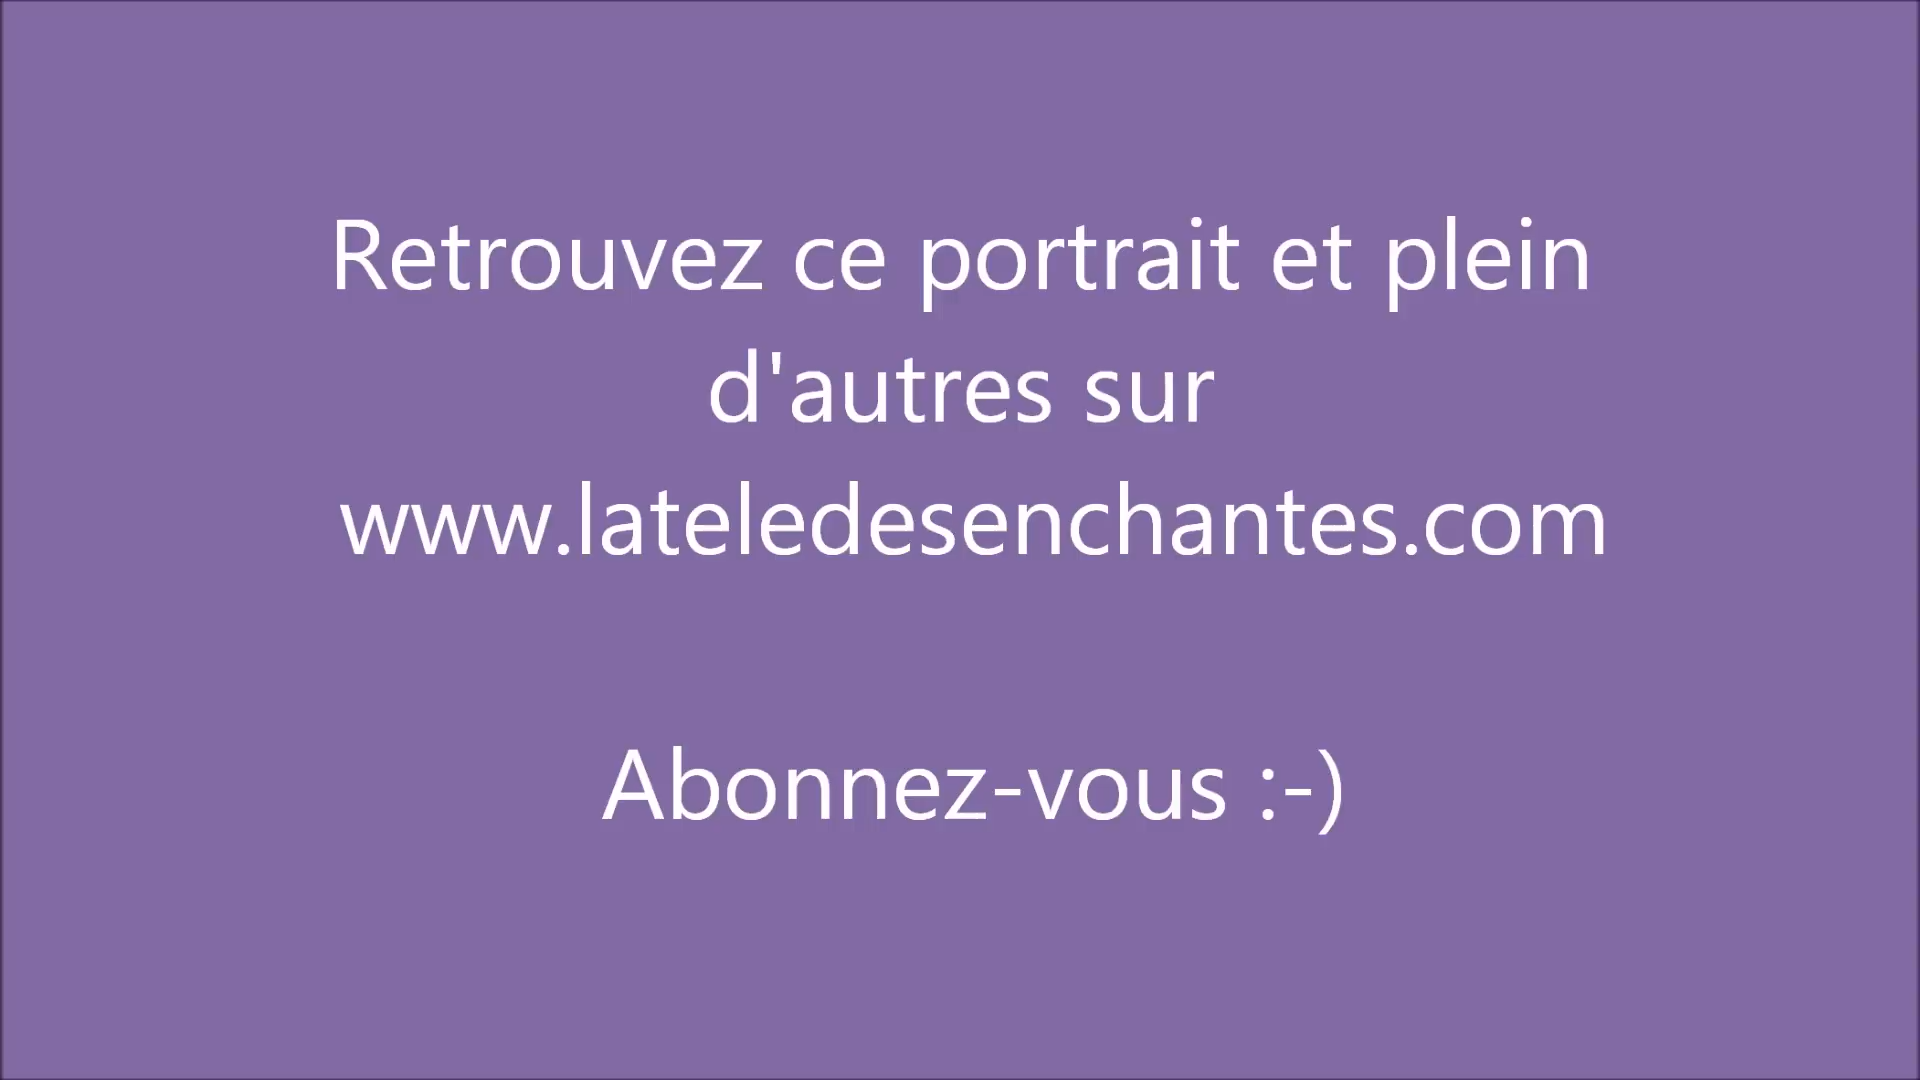 Retrouvez ce portrait et plein
d'autres sur
www.lateledesenchantes.com
Abonnez-vous :-)